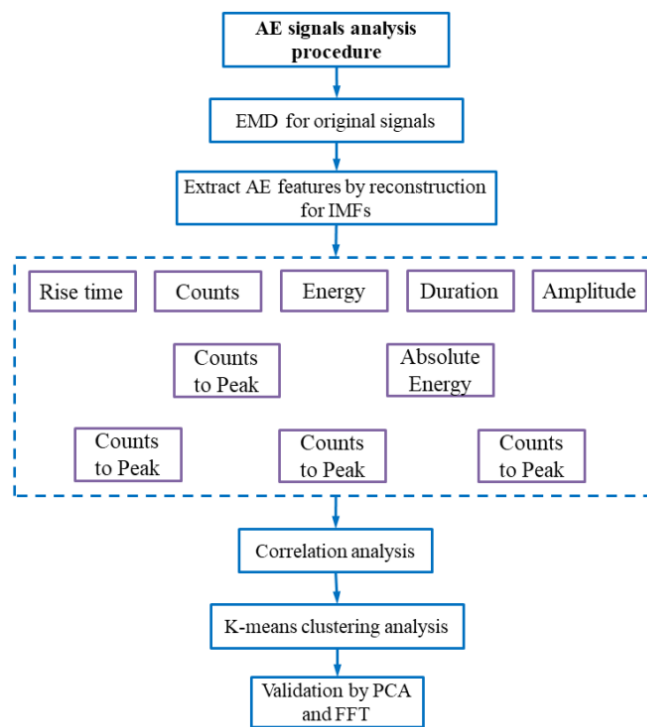 AE signals analysis
procedure
EMD for original signals
Extract AE features by reconstruction
for IMFs
Rise time
Counts
Energy
Duration
Amplitude
Counts
to Peak
Absolute
Energy
Counts
to Peak
Counts
to Peak
Counts
to Peak
Correlation analysis
K-means clustering analysis
Validation by PCA
and FFT